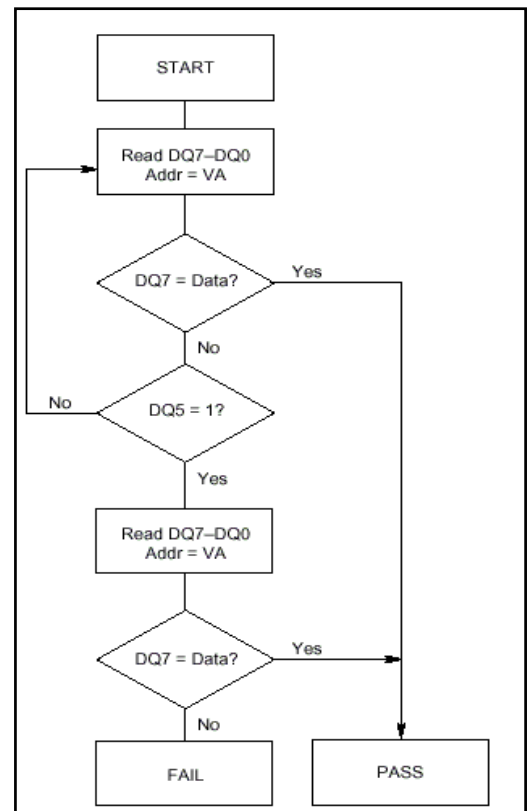 START
Read DQ7–DQ0
Addr = VA
DQ7 = Data?
Yes
No
No
DQ5 = 1?
Yes
Read DQ7–DQ0
Addr = VA
DQ7 = Data?
Yes
No
FAIL
PASS